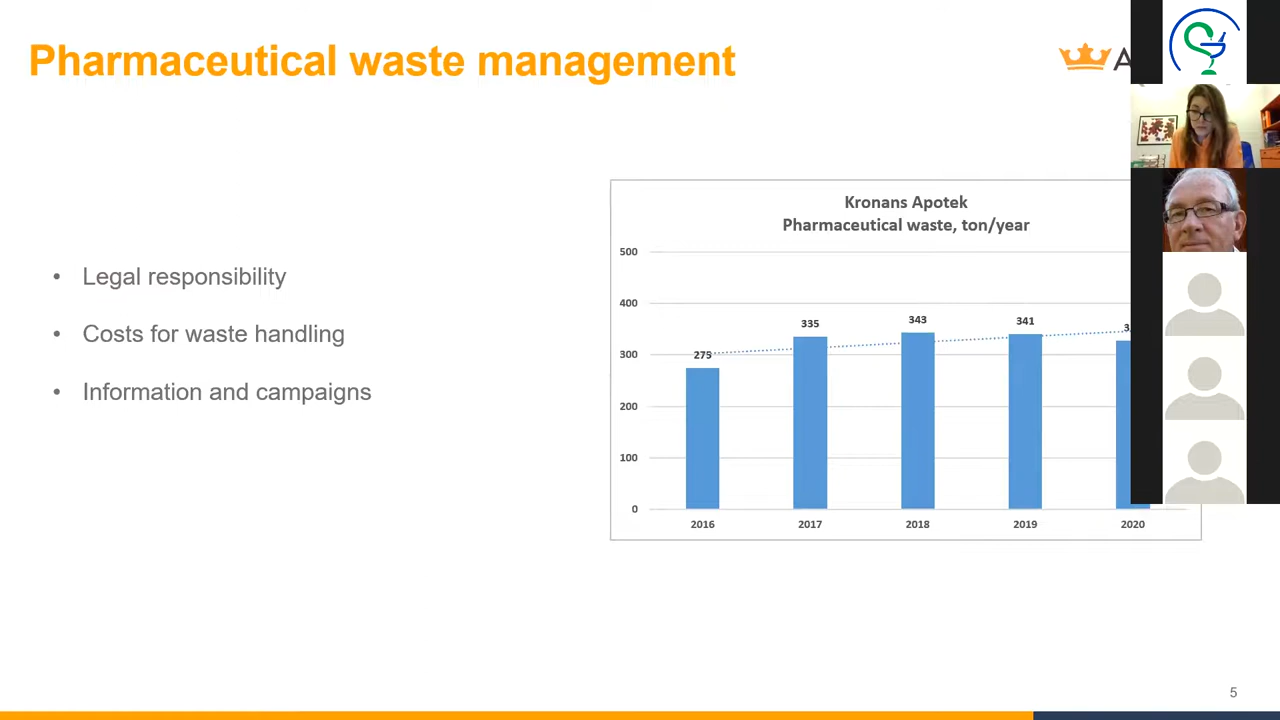 Pharmaceutical waste management
• Legal responsibility
• Costs for waste handling
• Information and campaigns
Kronans Apotek
Pharmaceutical waste, ton/year
500
400
300
200
100
0
275
335
343
341
2016
2017
2018
2019
2020
5